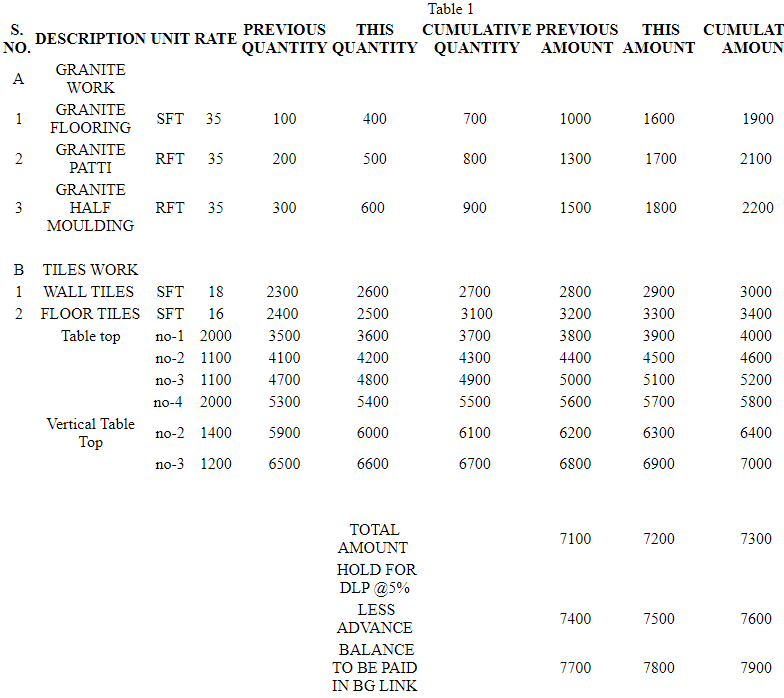 Table 1
S. NO. DESCRIPTION UNIT RATE PREVIOUS QUANTITY THIS QUANTITY CUMULATIVE QUANTITY PREVIOUS AMOUNT THIS AMOUNT CUMULAT AMOUN
A GRANITE WORK
1 GRANITE FLOORING SFT 35 100 400 700 1000 1600 1900
2 GRANITE PATTI RFT 35 200 500 800 1300 1700 2100
3 GRANITE HALF MOULDING RFT 35 300 600 900 1500 1800 2200
B TILES WORK
1 WALL TILES SFT 18 2300 2600 2700 2800 2900 3000
2 FLOOR TILES SFT 16 2400 2500 3100 3200 3300 3400
Table top no-1 2000 3500 3600 3700 3800 3900 4000
no-2 1100 4100 4200 4300 4400 4500 4600
no-3 1100 4700 4800 4900 5000 5100 5200
no-4 2000 5300 5400 5500 5600 5700 5800
Vertical Table Top no-2 1400 5900 6000 6100 6200 6300 6400
no-3 1200 6500 6600 6700 6800 6900 7000
TOTAL AMOUNT 7100 7200 7300
HOLD FOR DLP @5%
LESS ADVANCE 7400 7500 7600
BALANCE TO BE PAID IN BG LINK 7700 7800 7900